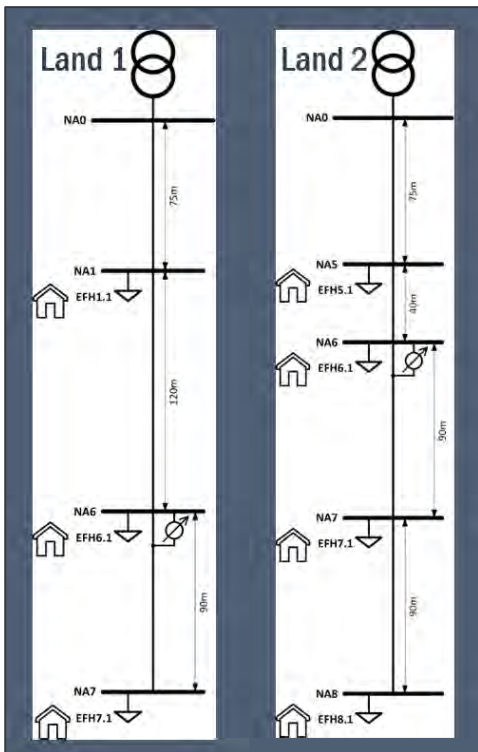 Land 1
NA0
75m
NA1
EFH1.1
120m
NA6
EFH6.1
90m
NA7
EFH7.1
Land 2
NA0
75m
NA5
EFH5.1
40m
NA6
EFH6.1
90m
NA7
EFH7.1
90m
NA8
EFH8.1